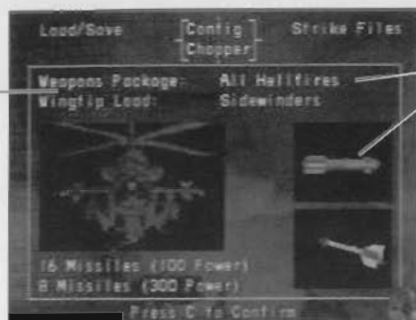 Load/Save [Config Chopper] Strike Files
Weapons Package: All Hellfires
Wingtip Load: Sidewinders
16 Missiles (100 Power)
8 Missiles (300 Power)
Press C to Confirm